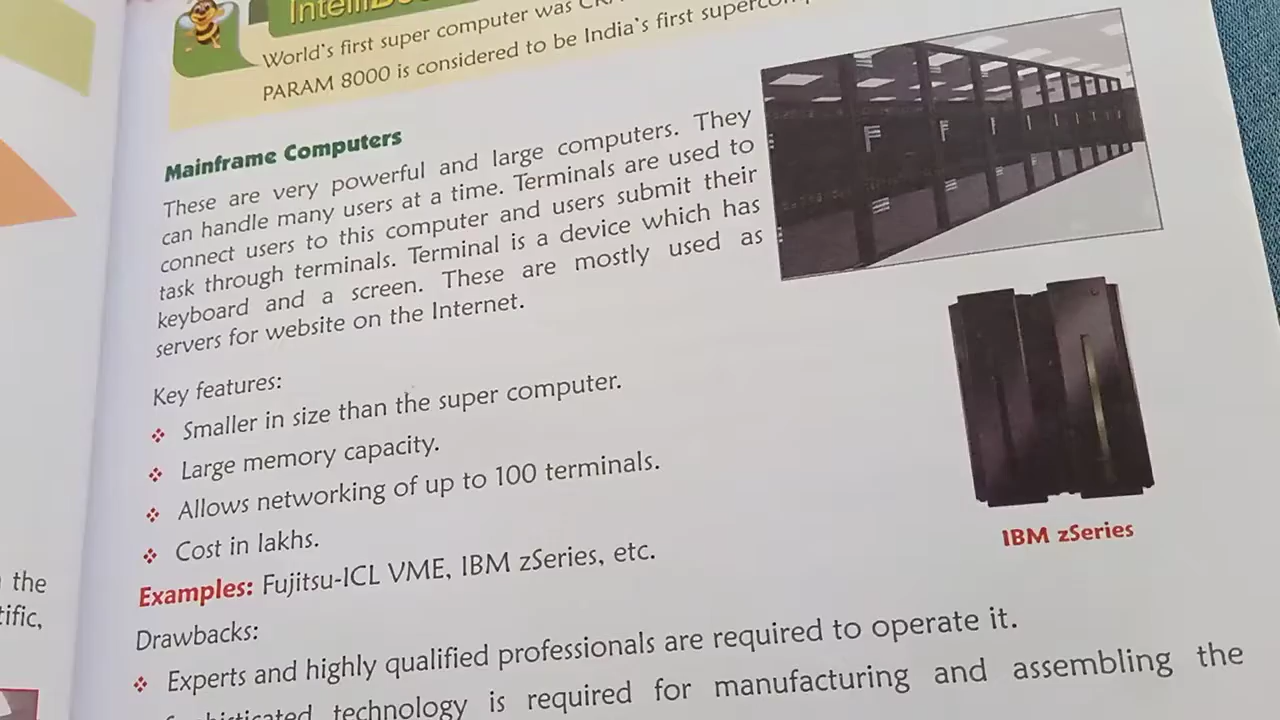 World's first super computer was
PARAM 8000 is considered to be India's first
Mainframe Computers
These are very powerful and large computers. They
can handle many users at a time. Terminals are used to
connect users to this computer and users submit their
task through terminals. Terminal is a device which has
keyboard and a screen. These are mostly used as
servers for website on the Internet.
Key features:
❖ Smaller in size than the super computer.
❖ Large memory capacity.
❖ Allows networking of up to 100 terminals.
❖ Cost in lakhs.
Examples: Fujitsu-ICL VME, IBM zSeries, etc.
IBM zSeries
Drawbacks:
❖ Experts and highly qualified professionals are required to operate it.
technology is required for manufacturing and assembling the
the